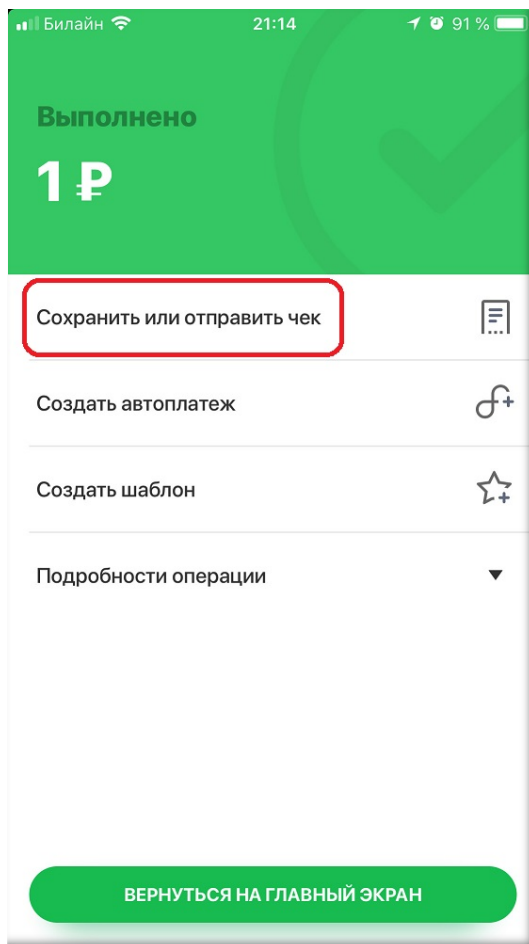 Билайн 21:14 91 %
Выполнено
1 ₽
Сохранить или отправить чек
Создать автоплатеж
Создать шаблон
Подробности операции
ВЕРНУТЬСЯ НА ГЛАВНЫЙ ЭКРАН